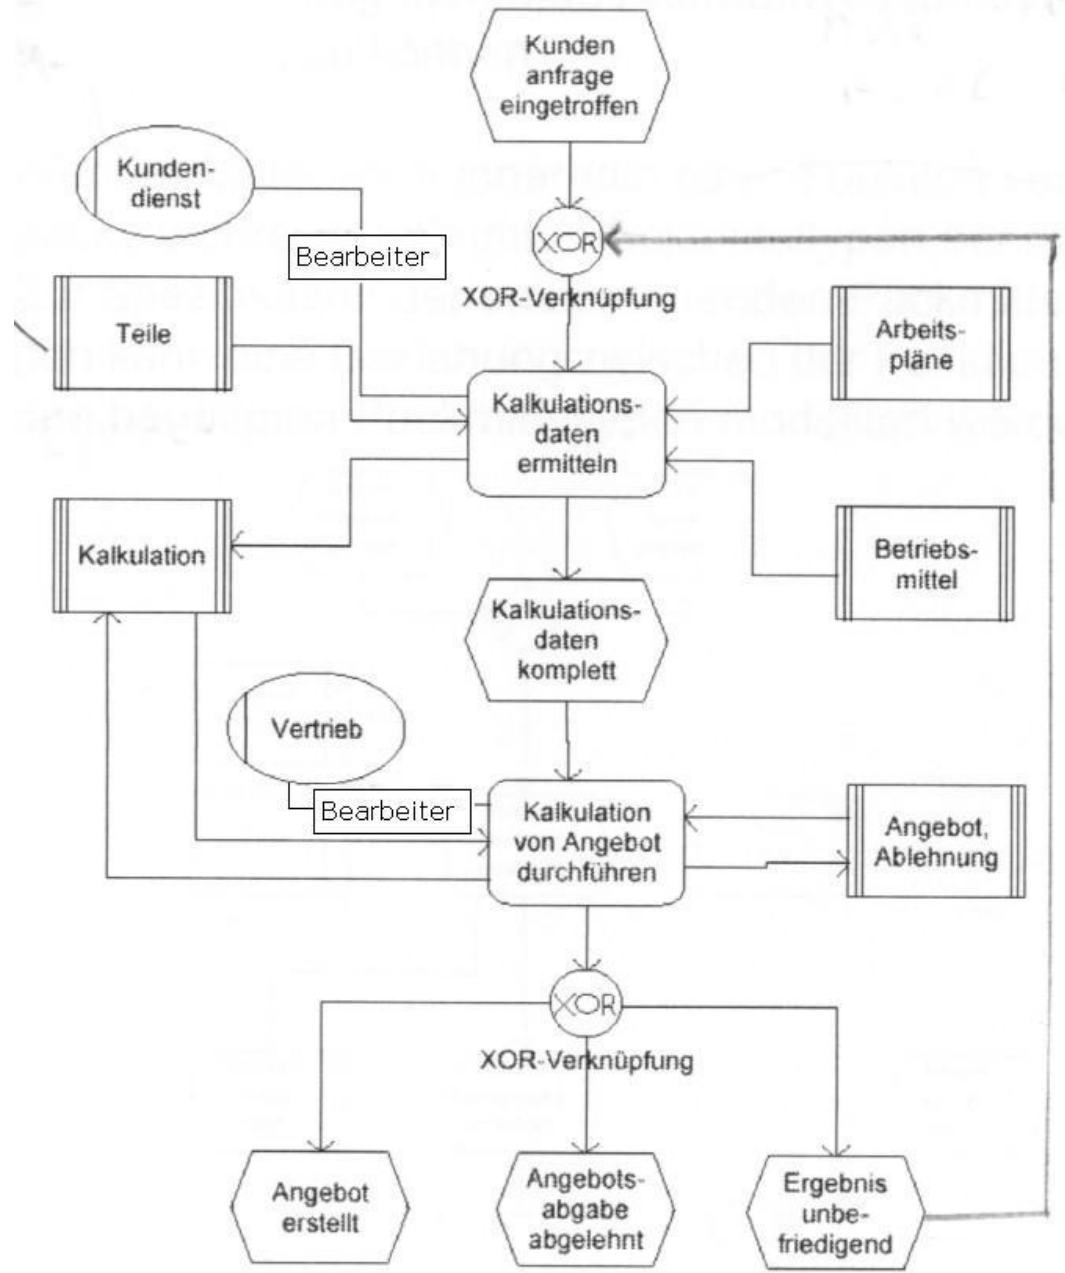 Kunden
anfrage
eingetroffen
Kunden-
dienst
XOR
Bearbeiter
XOR-Verknüpfung
Teile
Arbeits-
pläne
Kalkulations-
daten
ermitteln
Kalkulation
Betriebs-
mittel
Kalkulations-
daten
komplett
Vertrieb
Bearbeiter
Kalkulation
von Angebot
durchführen
Angebot,
Ablehnung
XOR
XOR-Verknüpfung
Angebot
erstellt
Angebots-
abgabe
abgelehnt
Ergebnis
unbe-
friedigend